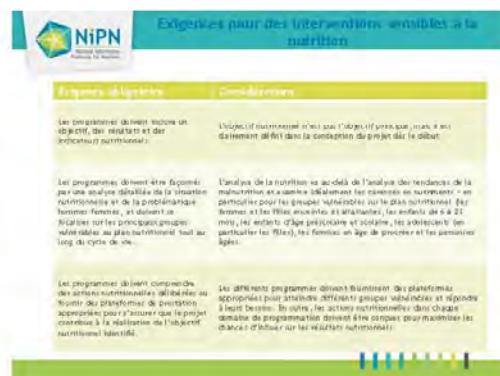 NiPN
National Information
Platforms for Nutrition
Exigences pour des interventions sensibles à la
nutrition
Exigence obligatoire
Considérations
Les programmes doivent inclure un
objectif, des résultats et des
indicateurs nutritionnels.
L'objectif nutritionnel n'est pas l'objectif principal, mais il est
clairement défini dans la conception du projet dès le début.
Les programmes doivent être façonnés
par une analyse détaillée de la situation
nutritionnelle et de la problématique
hommes-femmes, et doivent se
focaliser sur les principaux groupes
vulnérables au plan nutritionnel tout au
long du cycle de vie.
L'analyse de la nutrition va au-delà de l'analyse des tendances de la
malnutrition et examine idéalement les carences en nutriments - en
particulier pour les groupes vulnérables sur le plan nutritionnel (les
femmes et les filles enceintes et allaitantes, les enfants de 6 à 23
mois, les enfants d'âge préscolaire et scolaire, les adolescents (en
particulier les filles), les femmes en âge de procréer et les personnes
âgées.
Les programmes doivent comprendre
des actions nutritionnelles délibérées ou
fournir des plateformes de prestation
appropriées pour s'assurer que le projet
contribue à la réalisation de l'objectif
nutritionnel identifié.
Les différents programmes doivent fournissent des plateformes
appropriées pour atteindre différents groupes vulnérables et répondre
à leurs besoins. En outre, les actions nutritionnelles dans chaque
domaine de programmation doivent être conçues pour maximiser les
chances d'influer sur les résultats nutritionnels.